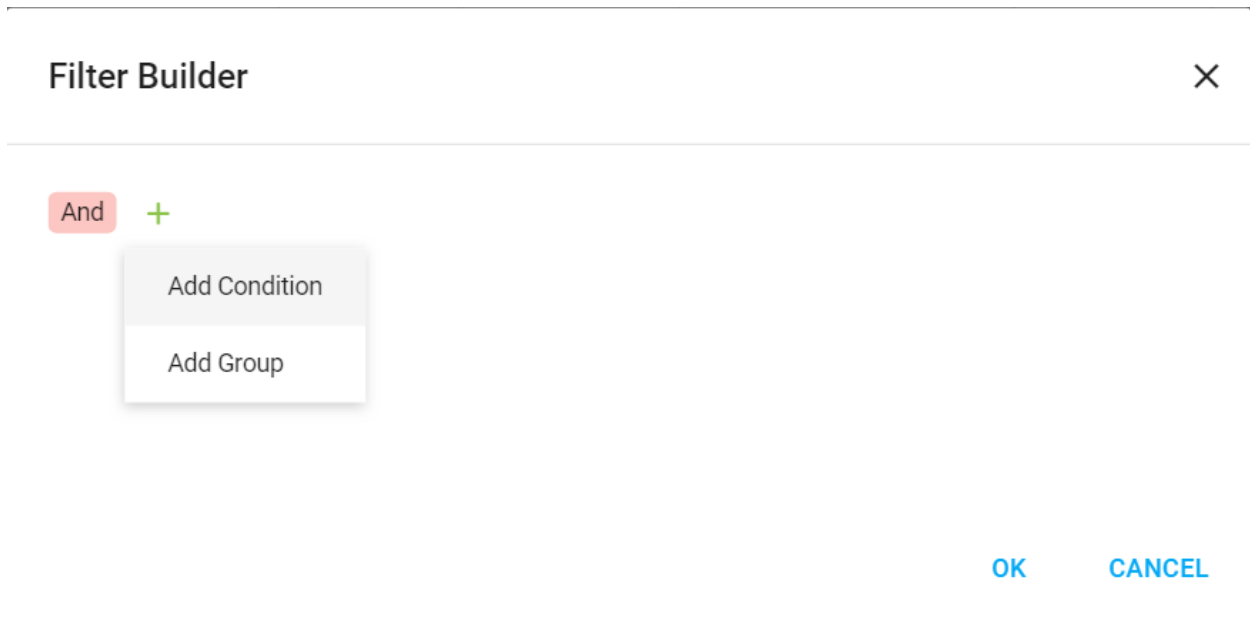 Filter Builder
And
Add Condition
Add Group
OK CANCEL